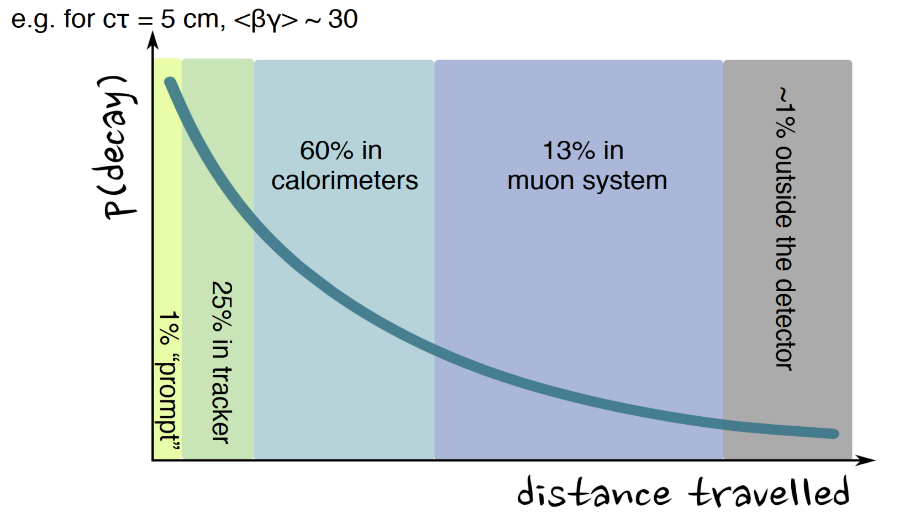 e.g. for cτ = 5 cm, <βγ> ~ 30
p(decay)
1% “prompt”
25% in tracker
60% in
calorimeters
13% in
muon system
~1% outside the detector
distance travelled